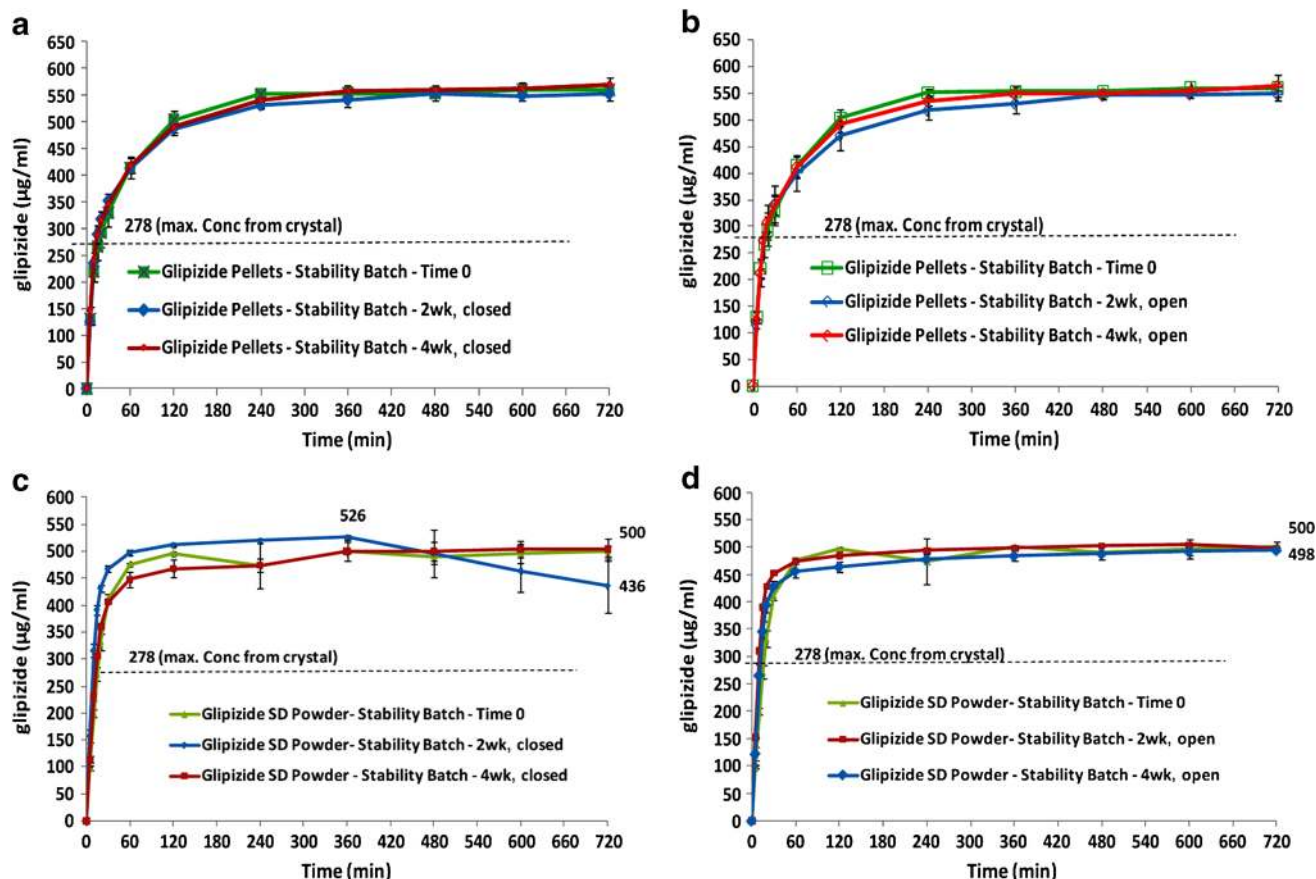 a
650
600
550
500
450
400
350
300
250
200
150
100
50
0
glipizide (µg/ml)
278 (max. Conc from crystal)
Glipizide Pellets - Stability Batch - Time 0
Glipizide Pellets - Stability Batch - 2wk, closed
Glipizide Pellets - Stability Batch - 4wk, closed
0 60 120 180 240 300 360 420 480 540 600 660 720
Time (min)
b
650
600
550
500
450
400
350
300
250
200
150
100
50
0
glipizide (µg/ml)
278 (max. Conc from crystal)
Glipizide Pellets - Stability Batch - Time 0
Glipizide Pellets - Stability Batch - 2wk, open
Glipizide Pellets - Stability Batch - 4wk, open
0 60 120 180 240 300 360 420 480 540 600 660 720
Time (min)
c
600
550
500
450
400
350
300
250
200
150
100
50
0
glipizide (µg/ml)
526
500
436
278 (max. Conc from crystal)
Glipizide SD Powder- Stability Batch - Time 0
Glipizide SD Powder- Stability Batch - 2wk, closed
Glipizide SD Powder - Stability Batch - 4wk, closed
0 60 120 180 240 300 360 420 480 540 600 660 720
Time (min)
d
600
550
500
450
400
350
300
250
200
150
100
50
0
glipizide (µg/ml)
500
498
278 (max. Conc from crystal)
Glipizide SD Powder- Stability Batch - Time 0
Glipizide SD Powder- Stability Batch - 2wk, open
Glipizide SD Powder - Stability Batch - 4wk, open
0 60 120 180 240 300 360 420 480 540 600 660 720
Time (min)